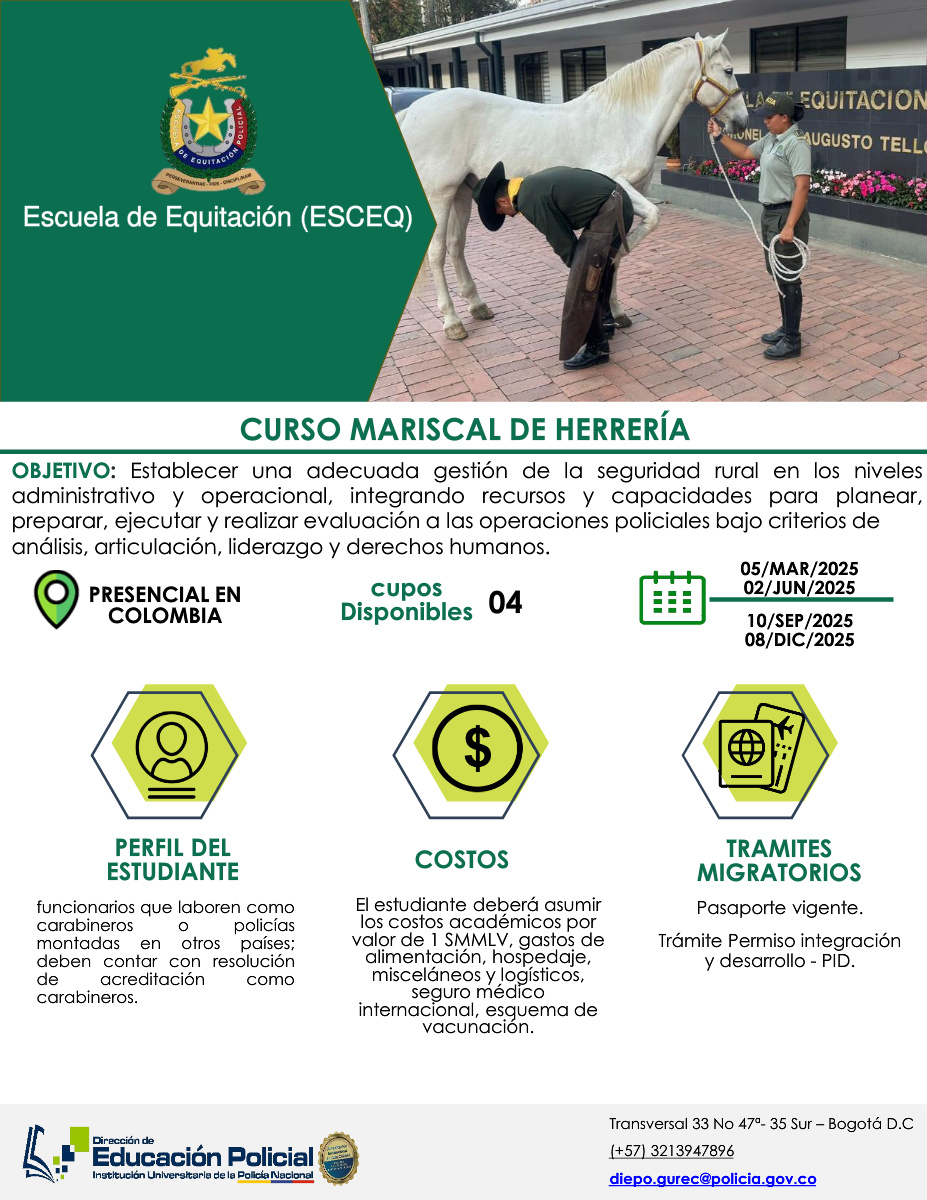 ESCUELA DE EQUITACIÓN POLICIAL
PERSEVERANTIAE - FIDE - DISCIPLINAM
Escuela de Equitación (ESCEQ)
LA DE EQUITACION
AUGUSTO TELLO
CURSO MARISCAL DE HERRERÍA
OBJETIVO: Establecer una adecuada gestión de la seguridad rural en los niveles
administrativo y operacional, integrando recursos y capacidades para planear,
preparar, ejecutar y realizar evaluación a las operaciones policiales bajo criterios de
análisis, articulación, liderazgo y derechos humanos.
PRESENCIAL EN
COLOMBIA
cupos
Disponibles
04
05/MAR/2025
02/JUN/2025
10/SEP/2025
08/DIC/2025
$
PERFIL DEL
ESTUDIANTE
funcionarios que laboren como
carabineros o policías
montadas en otros países;
deben contar con resolución
de acreditación como
carabineros.
COSTOS
El estudiante deberá asumir
los costos académicos por
valor de 1 SMMLV, gastos de
alimentación, hospedaje,
misceláneos y logísticos,
seguro médico
internacional, esquema de
vacunación.
TRAMITES
MIGRATORIOS
Pasaporte vigente.
Trámite Permiso integración
y desarrollo - PID.
Dirección de
Educación Policial
Institución Universitaria de la Policía Nacional
Transversal 33 No 47ª- 35 Sur – Bogotá D.C
(+57) 3213947896
diepo.gurec@policia.gov.co